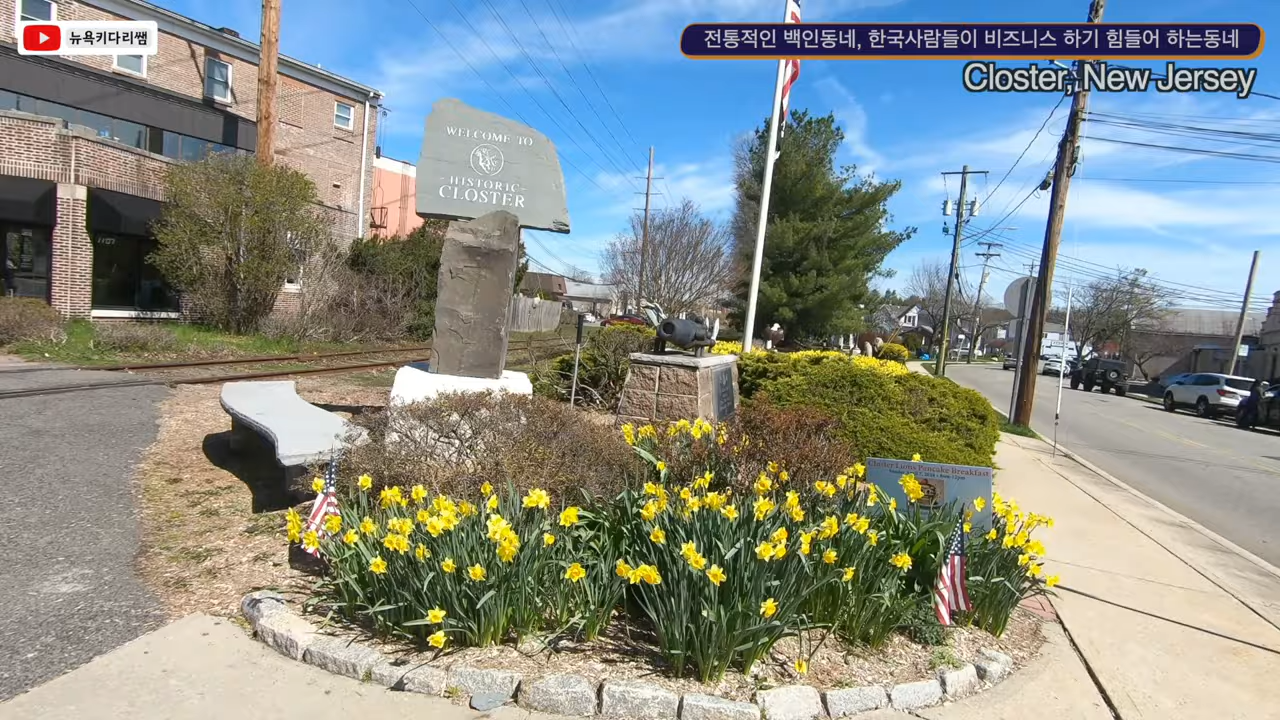 뉴욕키다리쌤
전통적인 백인동네, 한국사람들이 비즈니스 하기 힘들어 하는동네
Closter, New Jersey
WELCOME TO
HISTORIC
CLOSTER
1107
Closter Lions Pancake Breakfast